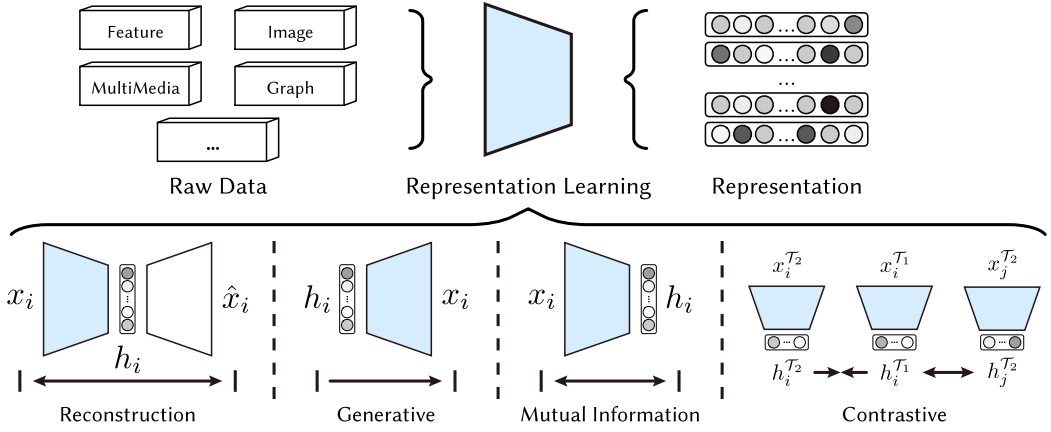 Feature
Image
MultiMedia
Graph
...
Raw Data
Representation Learning
...
...
...
...
...
Representation
x_i
h_i
x̂_i
Reconstruction
h_i
x_i
Generative
x_i
h_i
Mutual Information
x_i^{𝒯_2} x_i^{𝒯_1} x_j^{𝒯_2}
h_i^{𝒯_2} h_i^{𝒯_1} h_j^{𝒯_2}
Contrastive